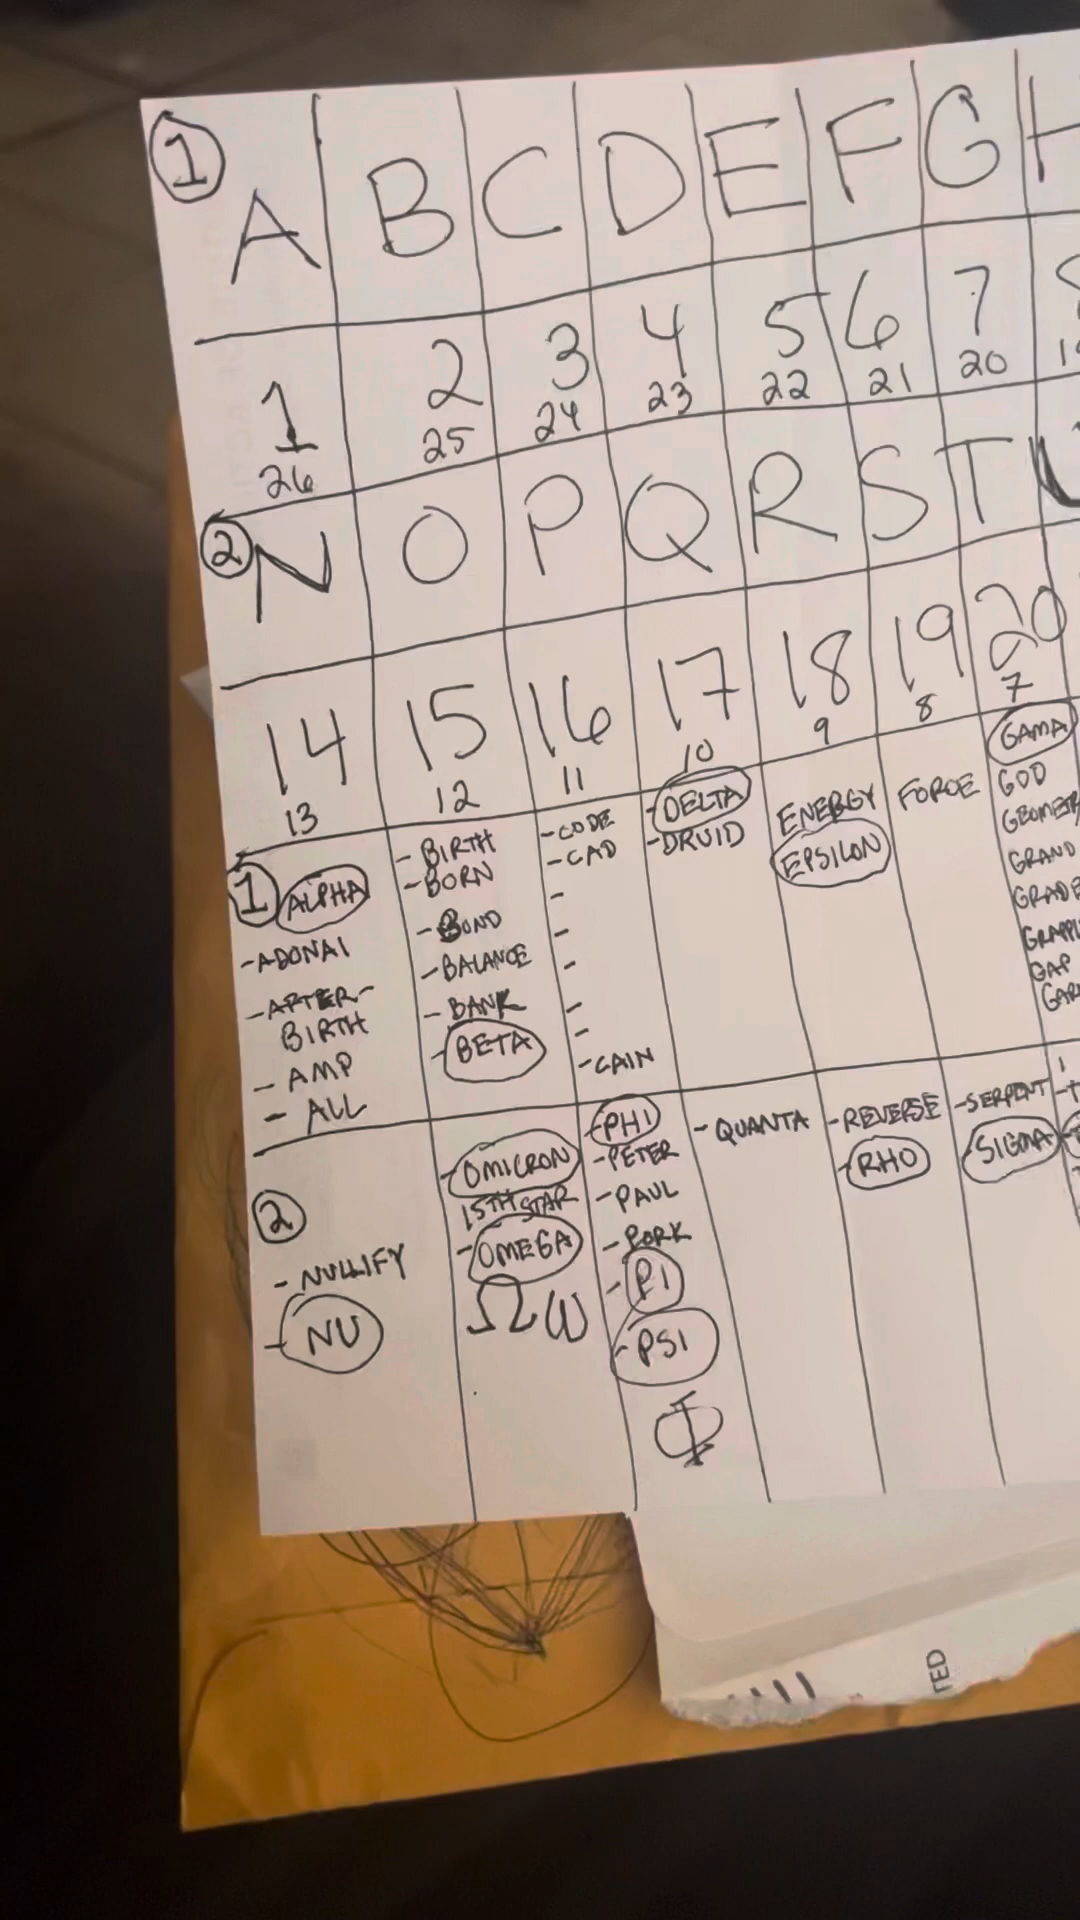 1
A B C D E F G
1 2 3 4 5 6 7
26 25 24 23 22 21 20
2
N O P Q R S T
14 15 16 17 18 19 20
13 12 11 10 9 8 7
1
ALPHA
-ADONAI
-AFTER-
BIRTH
- AMP
- ALL
- BIRTH
- BORN
- BOND
- BALANCE
- BANK
- BETA
- CODE
- CAD
-
-
-
-
-
- CAIN
- DELTA
- DRUID
ENERGY
EPSILON
FORCE
GAMA
GOD
GRAND
GAP
2
- NULLIFY
- NU
- OMICRON
15TH STAR
- OMEGA
Ω ω
- PHI
- PETER
- PAUL
- PORK
- PI
- PSI
Φ
- QUANTA
- REVERSE
- RHO
- SERPENT
- SIGMA
TED